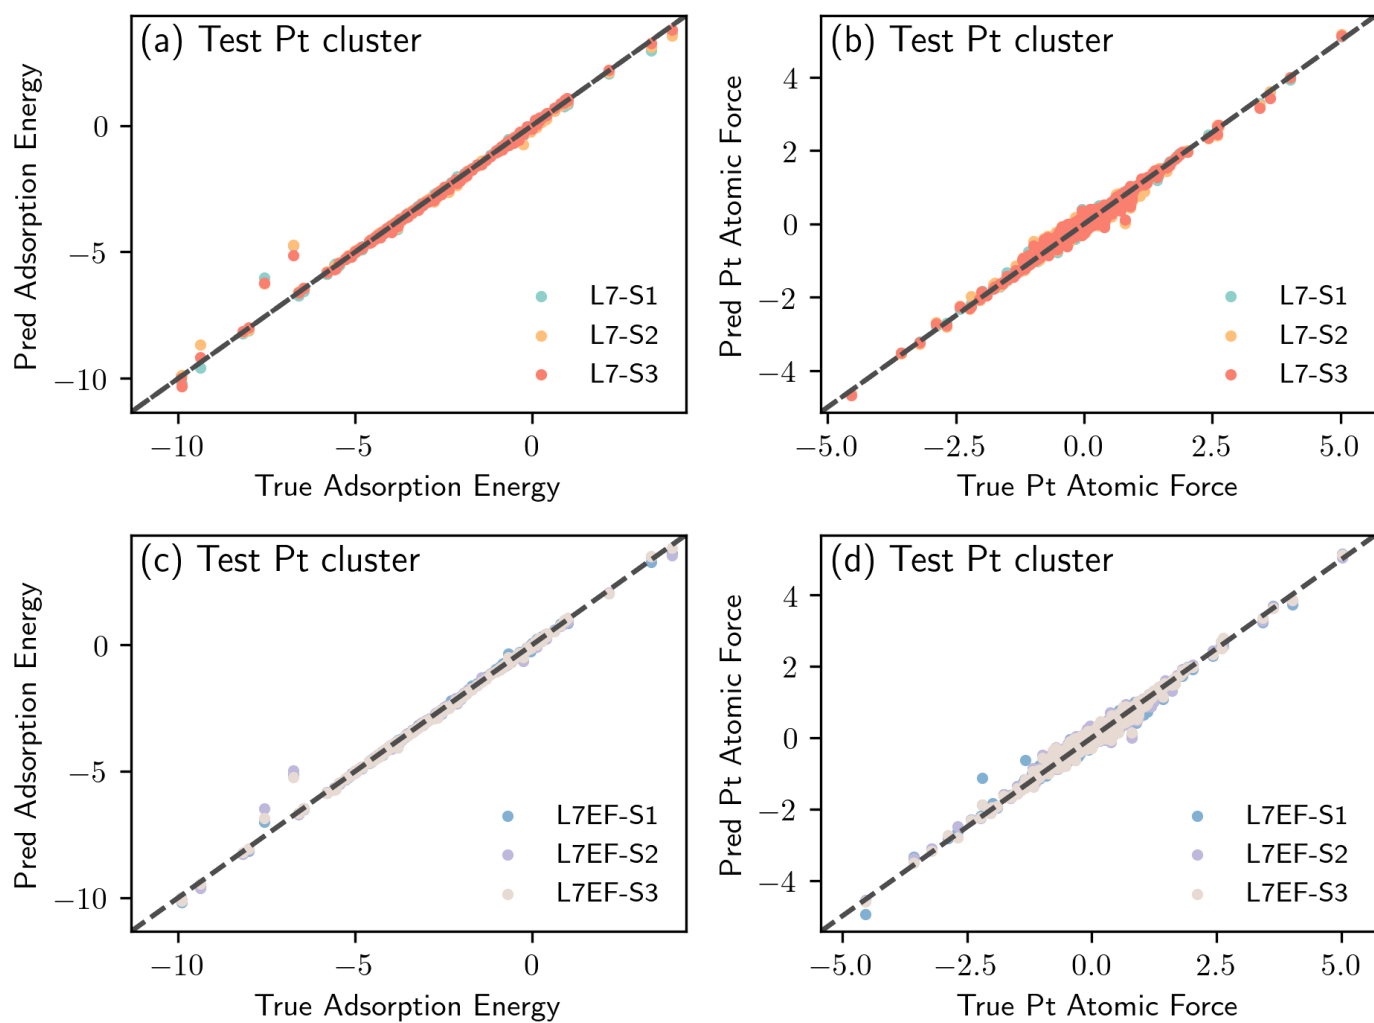 (a) Test Pt cluster
Pred Adsorption Energy
0
−5
−10
L7-S1
L7-S2
L7-S3
−10 −5 0
True Adsorption Energy
(b) Test Pt cluster
Pred Pt Atomic Force
4
2
0
−2
−4
L7-S1
L7-S2
L7-S3
−5.0 −2.5 0.0 2.5 5.0
True Pt Atomic Force
(c) Test Pt cluster
Pred Adsorption Energy
0
−5
−10
L7EF-S1
L7EF-S2
L7EF-S3
−10 −5 0
True Adsorption Energy
(d) Test Pt cluster
Pred Pt Atomic Force
4
2
0
−2
−4
L7EF-S1
L7EF-S2
L7EF-S3
−5.0 −2.5 0.0 2.5 5.0
True Pt Atomic Force